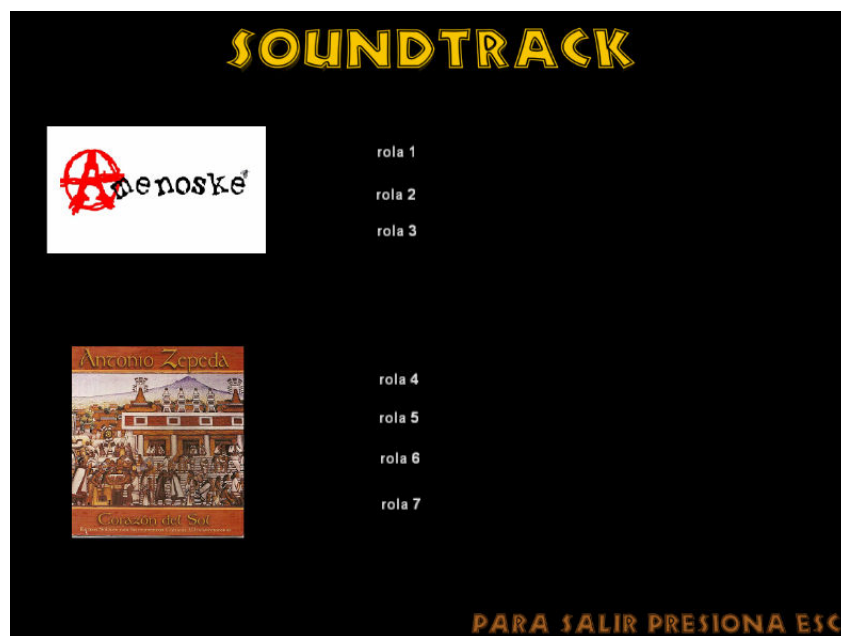 SOUNDTRACK
Amenoske
rola 1
rola 2
rola 3
Antonio Zepeda
Corazón del Sol
rola 4
rola 5
rola 6
rola 7
PARA SALIR PRESIONA ESC